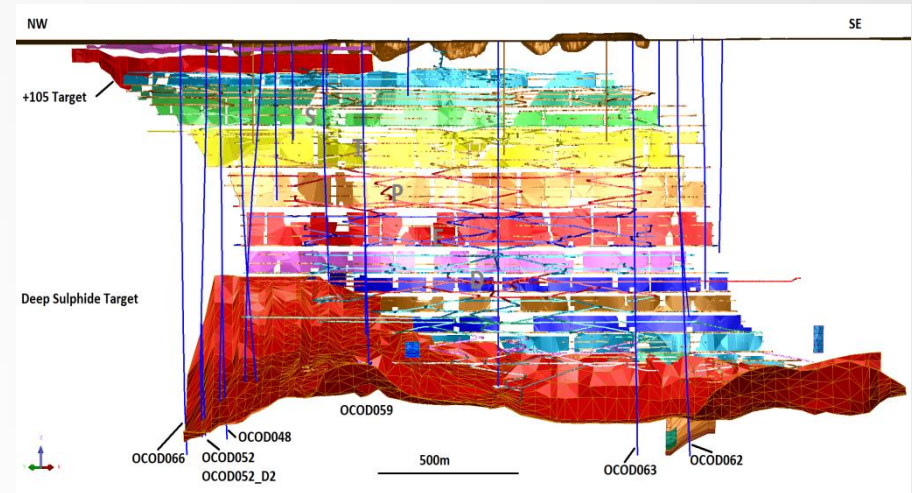 NW
SE
+105 Target
S
T
P
E
D
Deep Sulphide Target
OCOD059
OCOD048
OCOD066
OCOD052
OCOD052_D2
500m
OCOD063
OCOD062